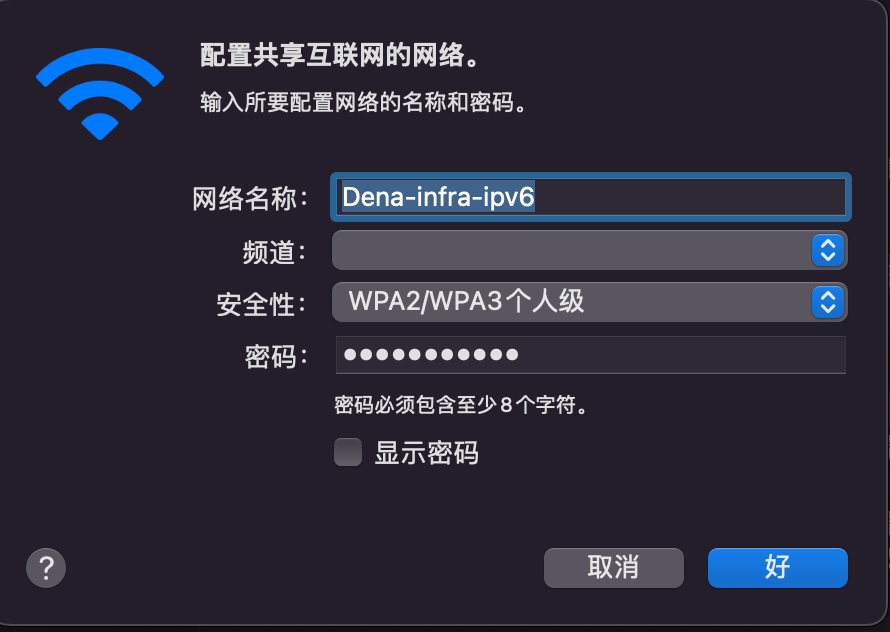 配置共享互联网的网络。
输入所要配置网络的名称和密码。
网络名称： Dena-infra-ipv6
频道：
安全性： WPA2/WPA3个人级
密码： ●●●●●●●●●●●
密码必须包含至少8个字符。
显示密码
? 取消 好